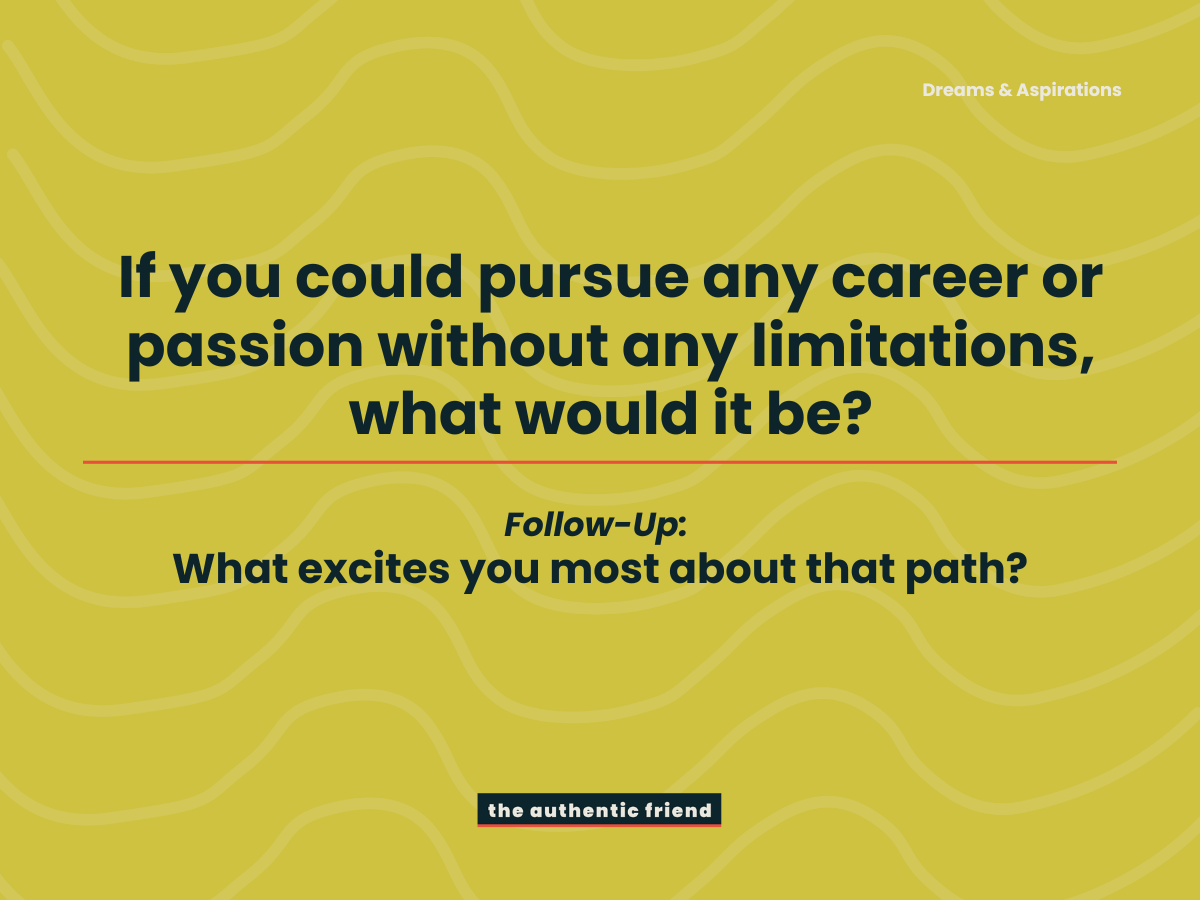 Dreams & Aspirations
If you could pursue any career or
passion without any limitations,
what would it be?
Follow-Up:
What excites you most about that path?
the authentic friend